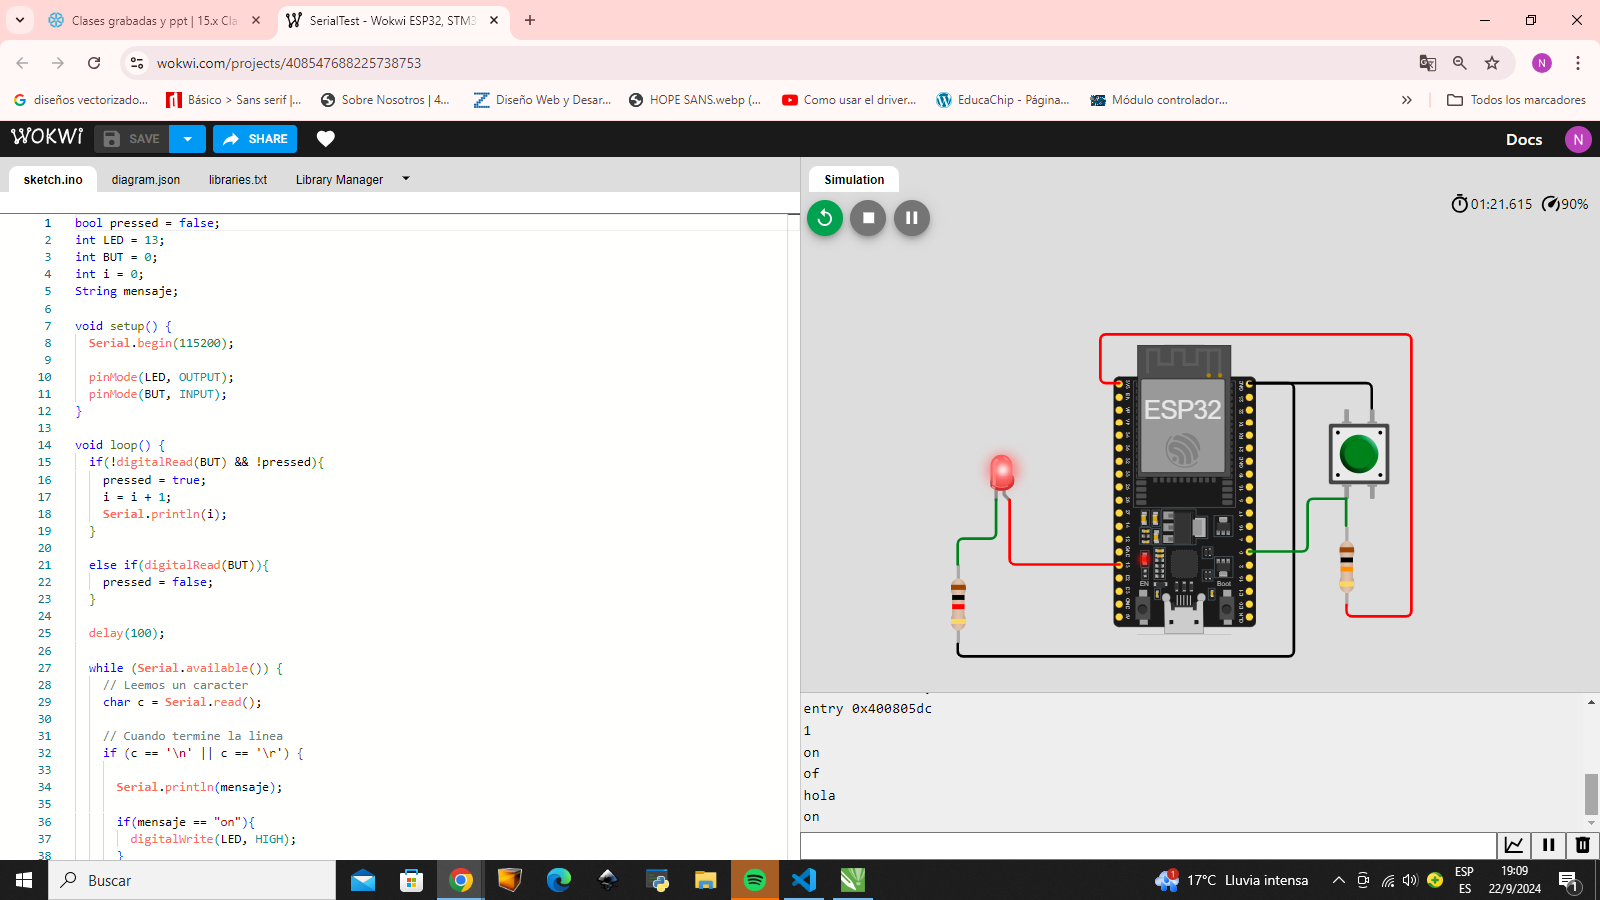 Clases grabadas y ppt | 15.x Cla
SerialTest - Wokwi ESP32, STM3
wokwi.com/projects/408547688225738753
N
diseños vectorizado...
Básico > Sans serif |...
Sobre Nosotros | 4...
Diseño Web y Desar...
HOPE SANS.webp (...
Como usar el driver...
EducaChip - Página...
Módulo controlador...
Todos los marcadores
WOKWI
SAVE
SHARE
Docs
N
sketch.ino
diagram.json
libraries.txt
Library Manager
Simulation
01:21.615
90%
1 bool pressed = false;
2 int LED = 13;
3 int BUT = 0;
4 int i = 0;
5 String mensaje;
6
7 void setup() {
8 Serial.begin(115200);
9
10 pinMode(LED, OUTPUT);
11 pinMode(BUT, INPUT);
12 }
13
14 void loop() {
15 if(!digitalRead(BUT) && !pressed){
16 pressed = true;
17 i = i + 1;
18 Serial.println(i);
19 }
20
21 else if(digitalRead(BUT)){
22 pressed = false;
23 }
24
25 delay(100);
26
27 while (Serial.available()) {
28 // Leemos un caracter
29 char c = Serial.read();
30
31 // Cuando termine la linea
32 if (c == '\n' || c == '\r') {
33
34 Serial.println(mensaje);
35
36 if(mensaje == "on"){
37 digitalWrite(LED, HIGH);
38 }
ESP32
EN
Boot
entry 0x400805dc
1
on
of
hola
on
Buscar
1
17°C Lluvia intensa
ESP
ES
19:09
22/9/2024
1